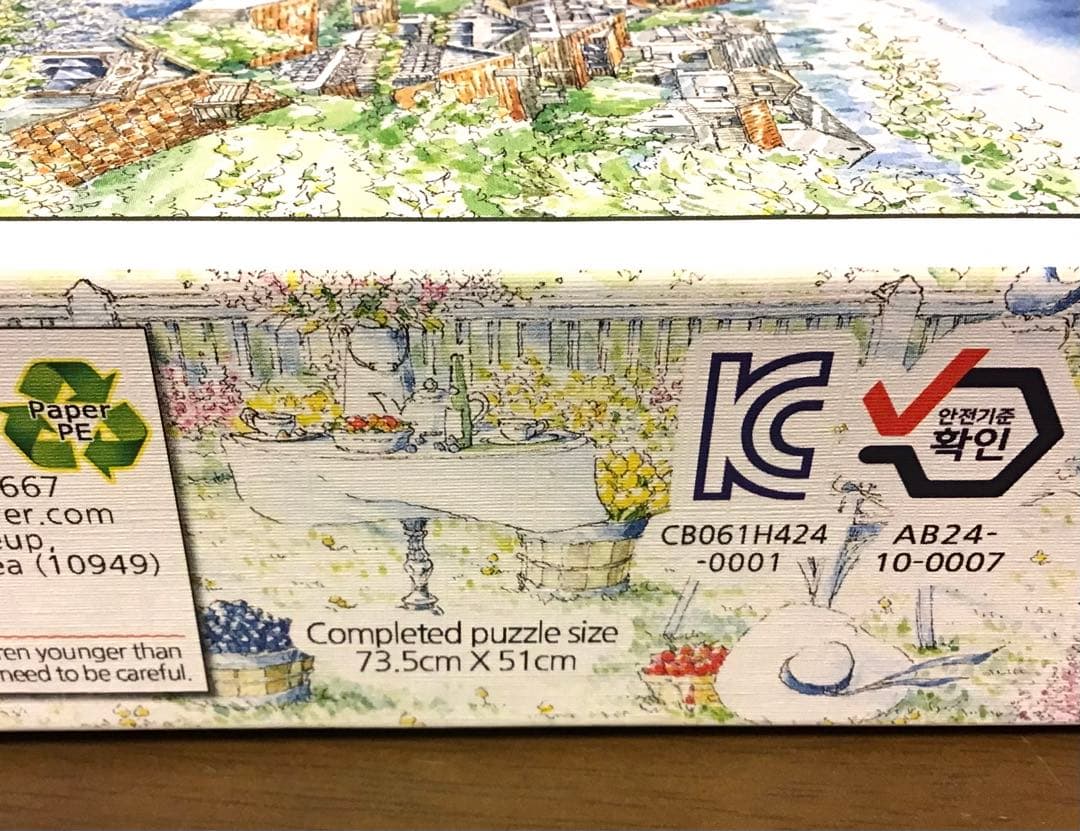 Paper
PE
667
er.com
eup,
ea (10949)
ren younger than
need to be careful.
Completed puzzle size
73.5cm X 51cm
KC
CB061H424
-0001
안전기준
확인
AB24-
10-0007